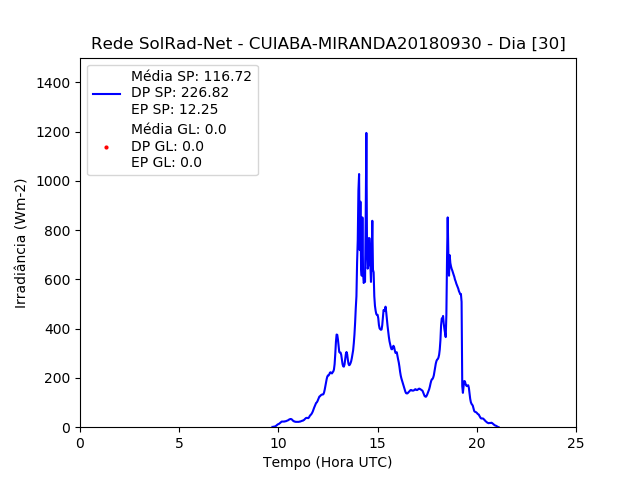 Rede SolRad-Net - CUIABA-MIRANDA20180930 - Dia [30]
Média SP: 116.72
DP SP: 226.82
EP SP: 12.25
Média GL: 0.0
DP GL: 0.0
EP GL: 0.0
1400
1200
1000
800
600
400
200
0
Irradiância (Wm-2)
0 5 10 15 20 25
Tempo (Hora UTC)